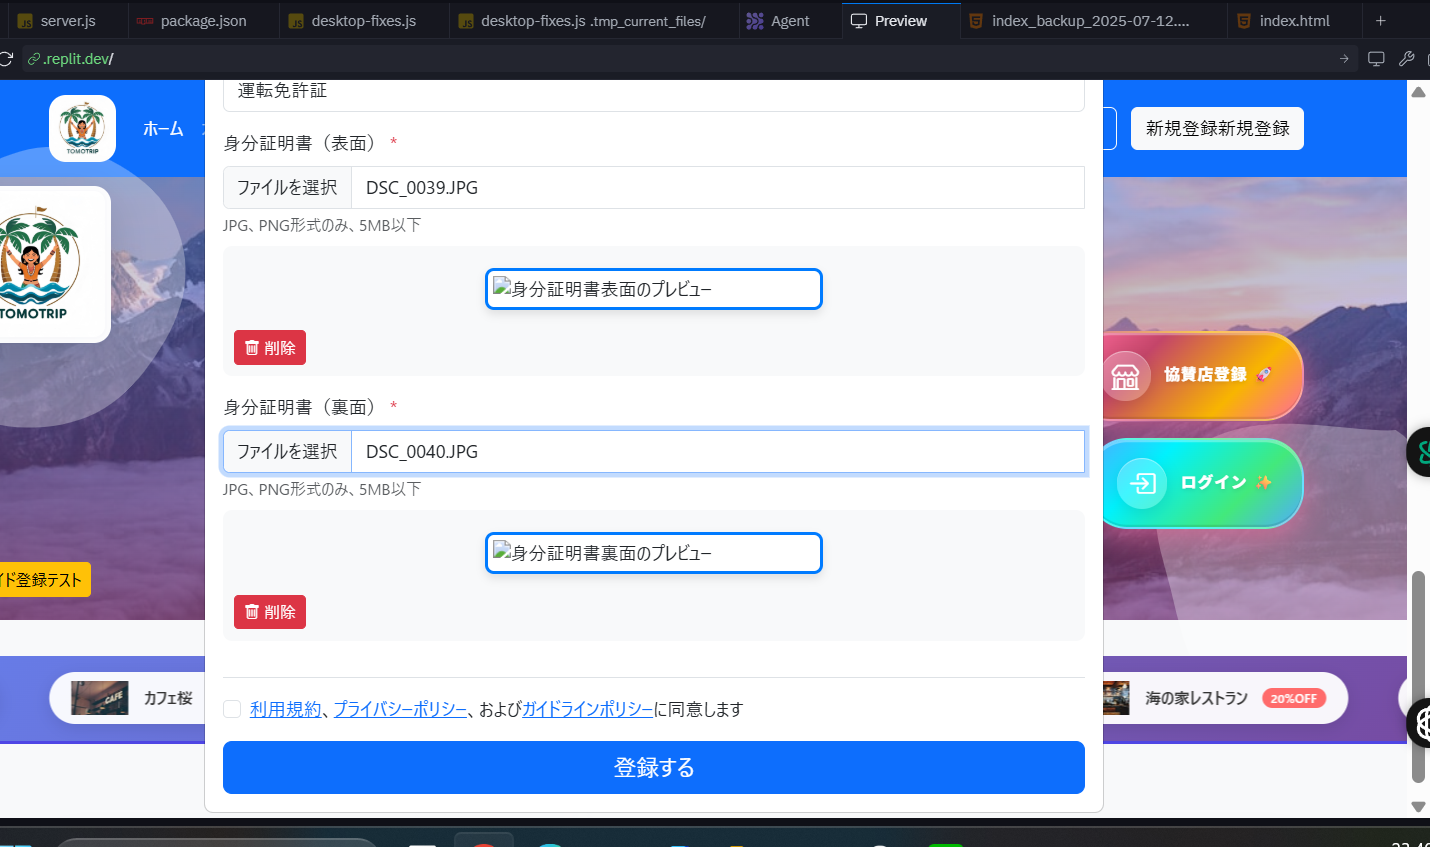 server.js
package.json
desktop-fixes.js
desktop-fixes.js .tmp_current_files/
Agent
Preview
index_backup_2025-07-12....
index.html
.replit.dev/
TOMOTRIP
ホーム
新規登録新規登録
運転免許証
身分証明書（表面） *
ファイルを選択 DSC_0039.JPG
JPG、PNG形式のみ、5MB以下
身分証明書表面のプレビュー
削除
TOMOTRIP
協賛店登録 🚀
身分証明書（裏面） *
ファイルを選択 DSC_0040.JPG
ログイン ✨
JPG、PNG形式のみ、5MB以下
身分証明書裏面のプレビュー
イド登録テスト
削除
CAFE
カフェ桜
海の家レストラン
20%OFF
利用規約、プライバシーポリシー、およびガイドラインポリシーに同意します
登録する